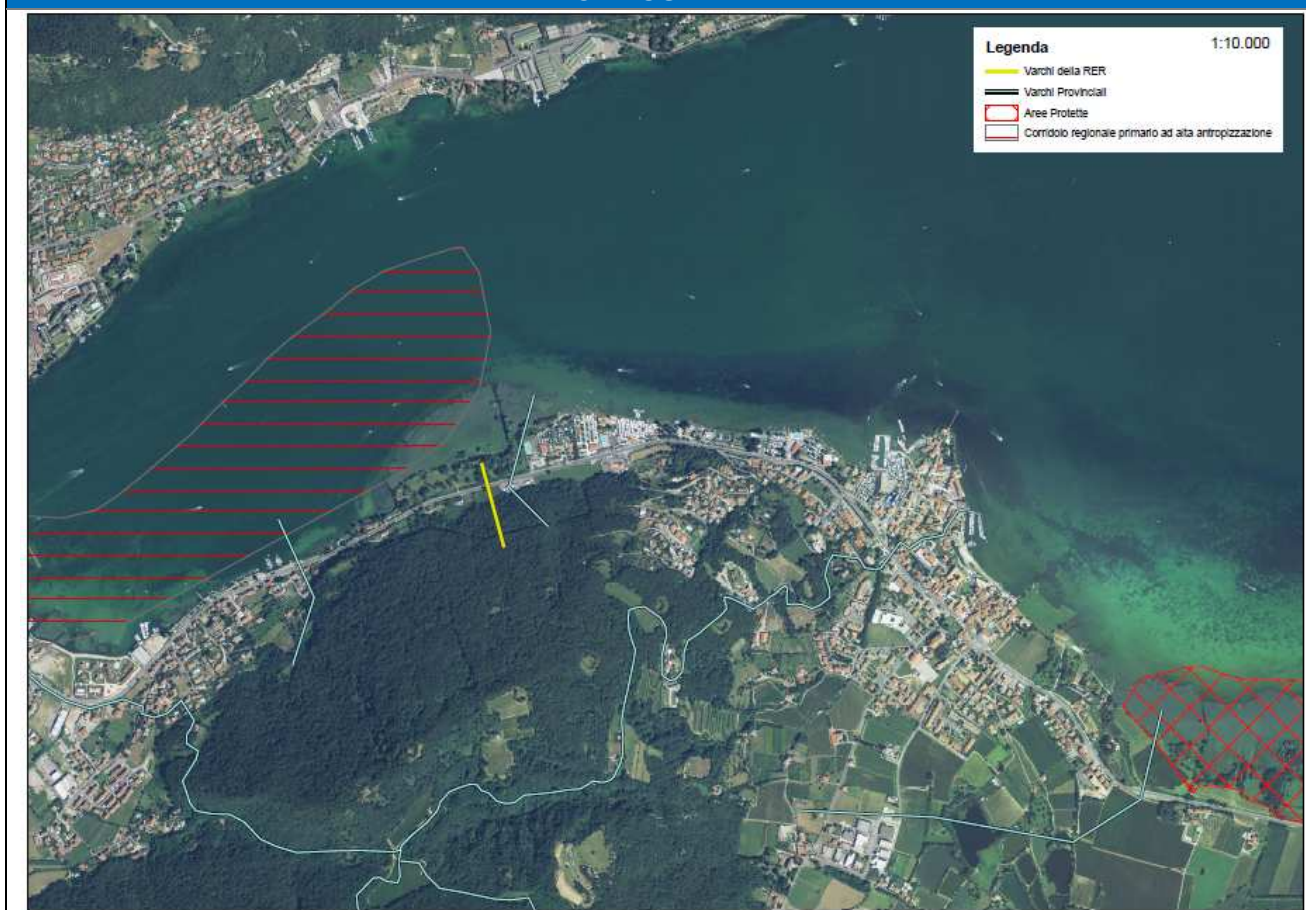 Legenda 1:10.000
Varchi della RER
Varchi Provinciali
Aree Protette
Corridoio regionale primario ad alta antropizzazione